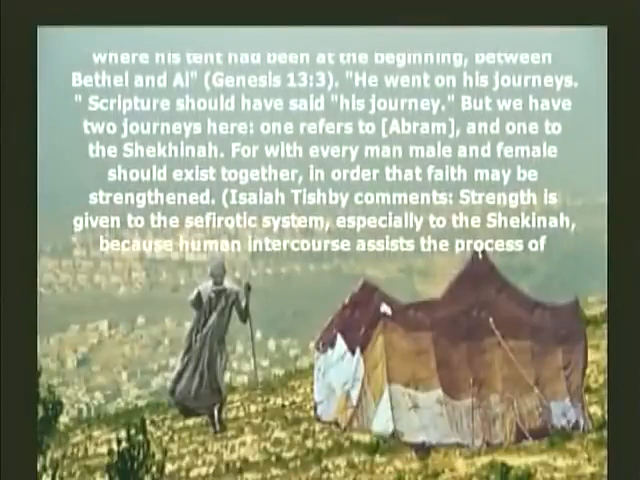 where his tent had been at the beginning, between
Bethel and Ai" (Genesis 13:3). "He went on his journeys.
" Scripture should have said "his journey." But we have
two journeys here: one refers to [Abram], and one to
the Shekhinah. For with every man male and female
should exist together, in order that faith may be
strengthened. (Isaiah Tishby comments: Strength is
given to the sefirotic system, especially to the Shekinah,
because human intercourse assists the process of